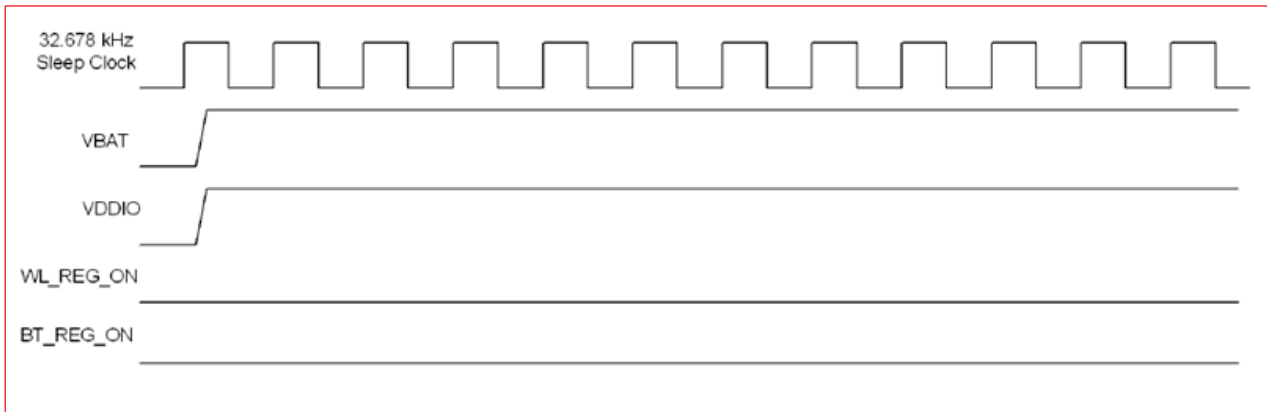 32.678 kHz
Sleep Clock
VBAT
VDDIO
WL_REG_ON
BT_REG_ON